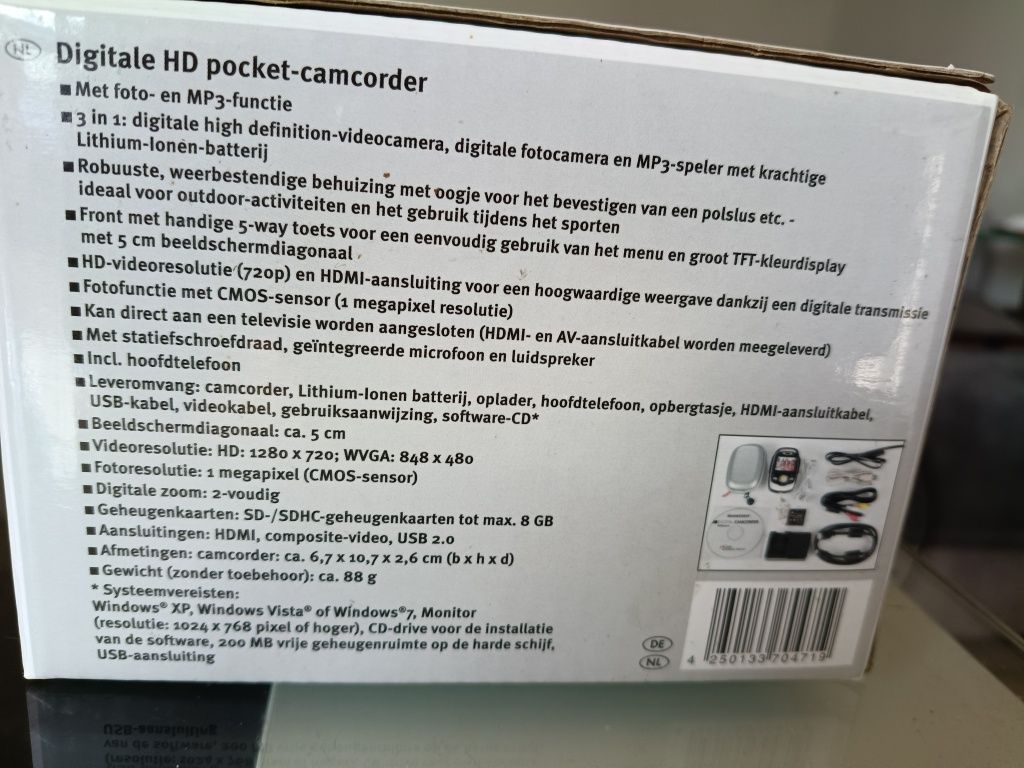 NL
Digitale HD pocket-camcorder
■ Met foto- en MP3-functie
■ 3 in 1: digitale high definition-videocamera, digitale fotocamera en MP3-speler met krachtige
Lithium-Ionen-batterij
■ Robuuste, weerbestendige behuizing met oogje voor het bevestigen van een polslus etc. -
ideaal voor outdoor-activiteiten en het gebruik tijdens het sporten
■ Front met handige 5-way toets voor een eenvoudig gebruik van het menu en groot TFT-kleurdisplay
met 5 cm beeldschermdiagonaal
■ HD-videoresolutie (720p) en HDMI-aansluiting voor een hoogwaardige weergave dankzij een digitale transmissie
■ Fotofunctie met CMOS-sensor (1 megapixel resolutie)
■ Kan direct aan een televisie worden aangesloten (HDMI- en AV-aansluitkabel worden meegeleverd)
■ Met statiefschroefdraad, geïntegreerde microfoon en luidspreker
■ Incl. hoofdtelefoon
■ Leveromvang: camcorder, Lithium-Ionen batterij, oplader, hoofdtelefoon, opbergtasje, HDMI-aansluitkabel,
USB-kabel, videokabel, gebruiksaanwijzing, software-CD*
■ Beeldschermdiagonaal: ca. 5 cm
■ Videoresolutie: HD: 1280 x 720; WVGA: 848 x 480
■ Fotoresolutie: 1 megapixel (CMOS-sensor)
■ Digitale zoom: 2-voudig
■ Geheugenkaarten: SD-/SDHC-geheugenkaarten tot max. 8 GB
■ Aansluitingen: HDMI, composite-video, USB 2.0
■ Afmetingen: camcorder: ca. 6,7 x 10,7 x 2,6 cm (b x h x d)
■ Gewicht (zonder toebehoor): ca. 88 g
* Systeemvereisten:
Windows® XP, Windows Vista® of Windows®7, Monitor
(resolutie: 1024 x 768 pixel of hoger), CD-drive voor de installatie
van de software, 200 MB vrije geheugenruimte op de harde schijf,
USB-aansluiting
CAMCORDER
DE
NL
4 250133 704719